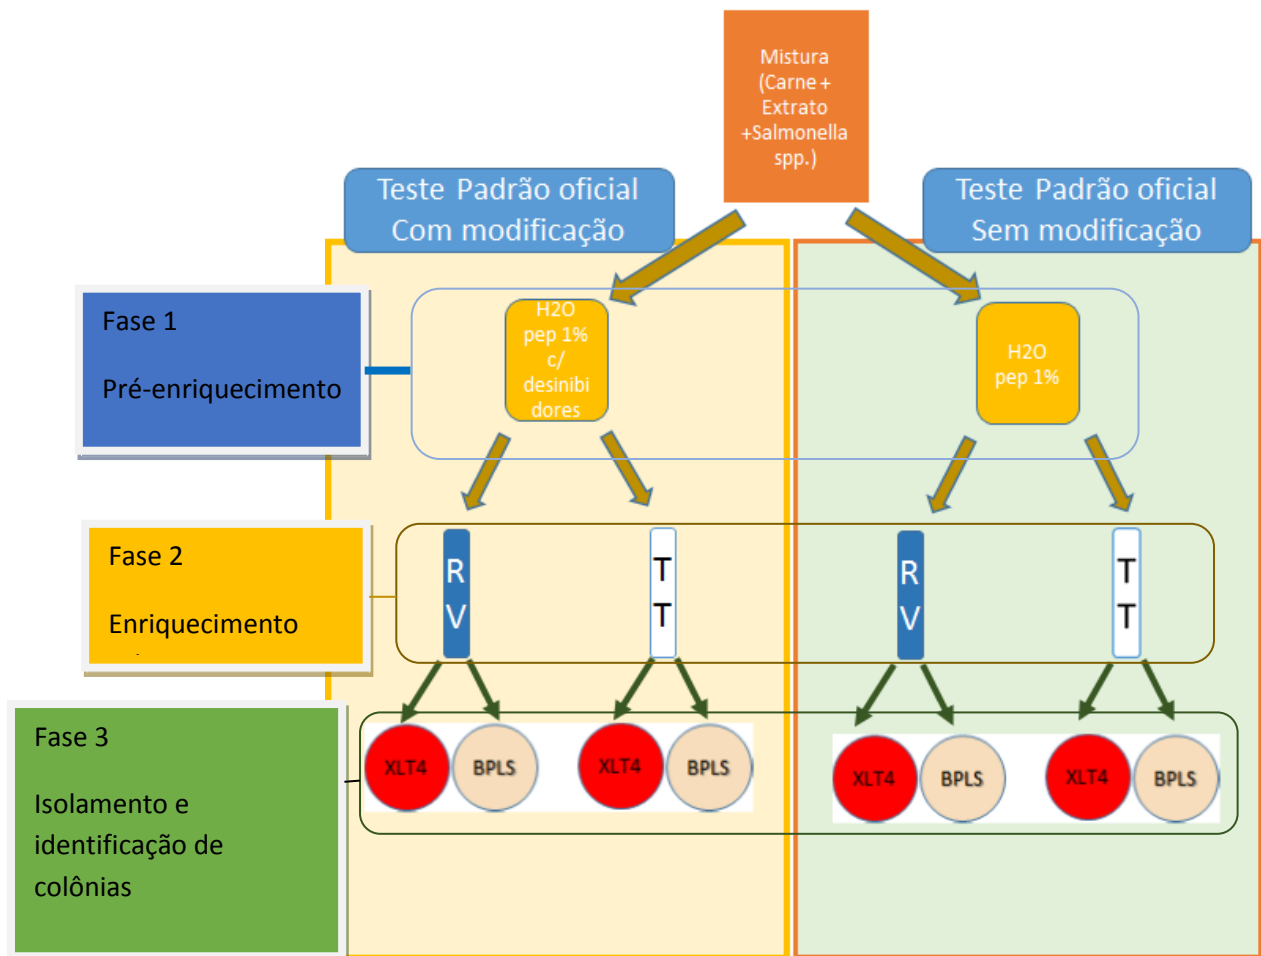 Mistura
(Carne +
Extrato
+Salmonella
spp.)
Teste Padrão oficial
Com modificação
Teste Padrão oficial
Sem modificação
Fase 1
Pré-enriquecimento
H2O
pep 1%
c/
desinibi
dores
H2O
pep 1%
Fase 2
Enriquecimento
R
V
T
T
R
V
T
T
Fase 3
Isolamento e
identificação de
colônias
XLT4
BPLS
XLT4
BPLS
XLT4
BPLS
XLT4
BPLS